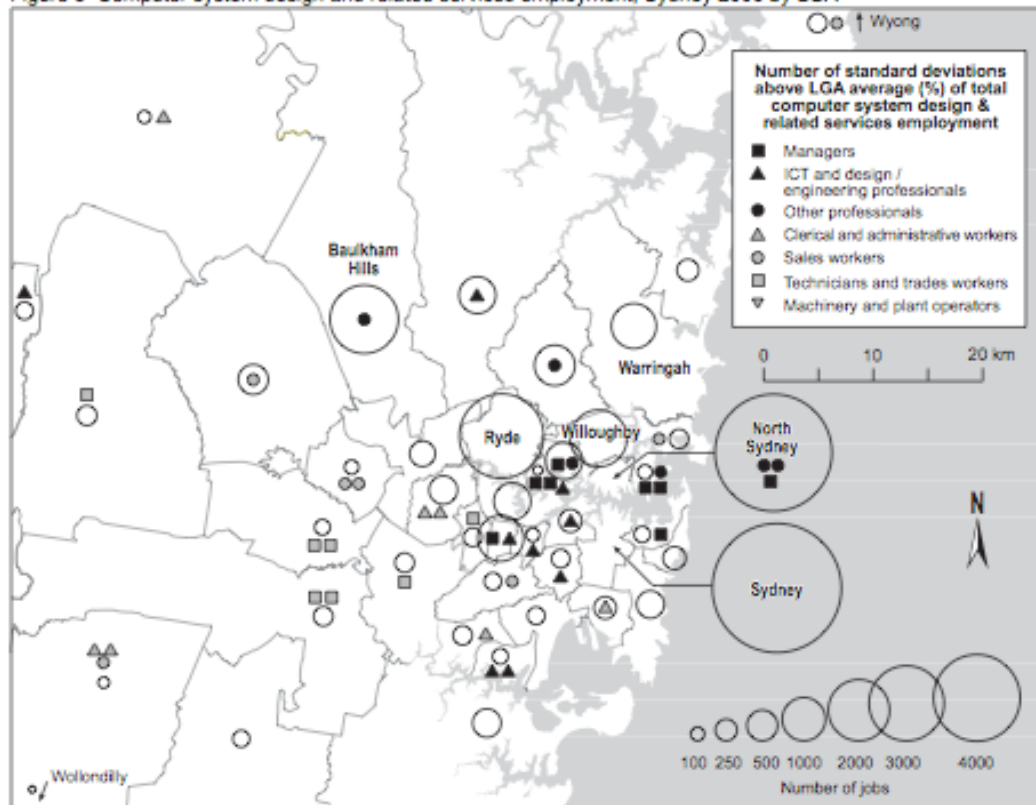 Wyong
Number of standard deviations
above LGA average (%) of total
computer system design &
related services employment
Managers
ICT and design /
engineering professionals
Other professionals
Clerical and administrative workers
Sales workers
Technicians and trades workers
Machinery and plant operators
Baulkham
Hills
0 10 20 km
Warringah
Ryde
Willoughby
North
Sydney
N
Sydney
100 250 500 1000 2000 3000 4000
Number of jobs
Wollondilly